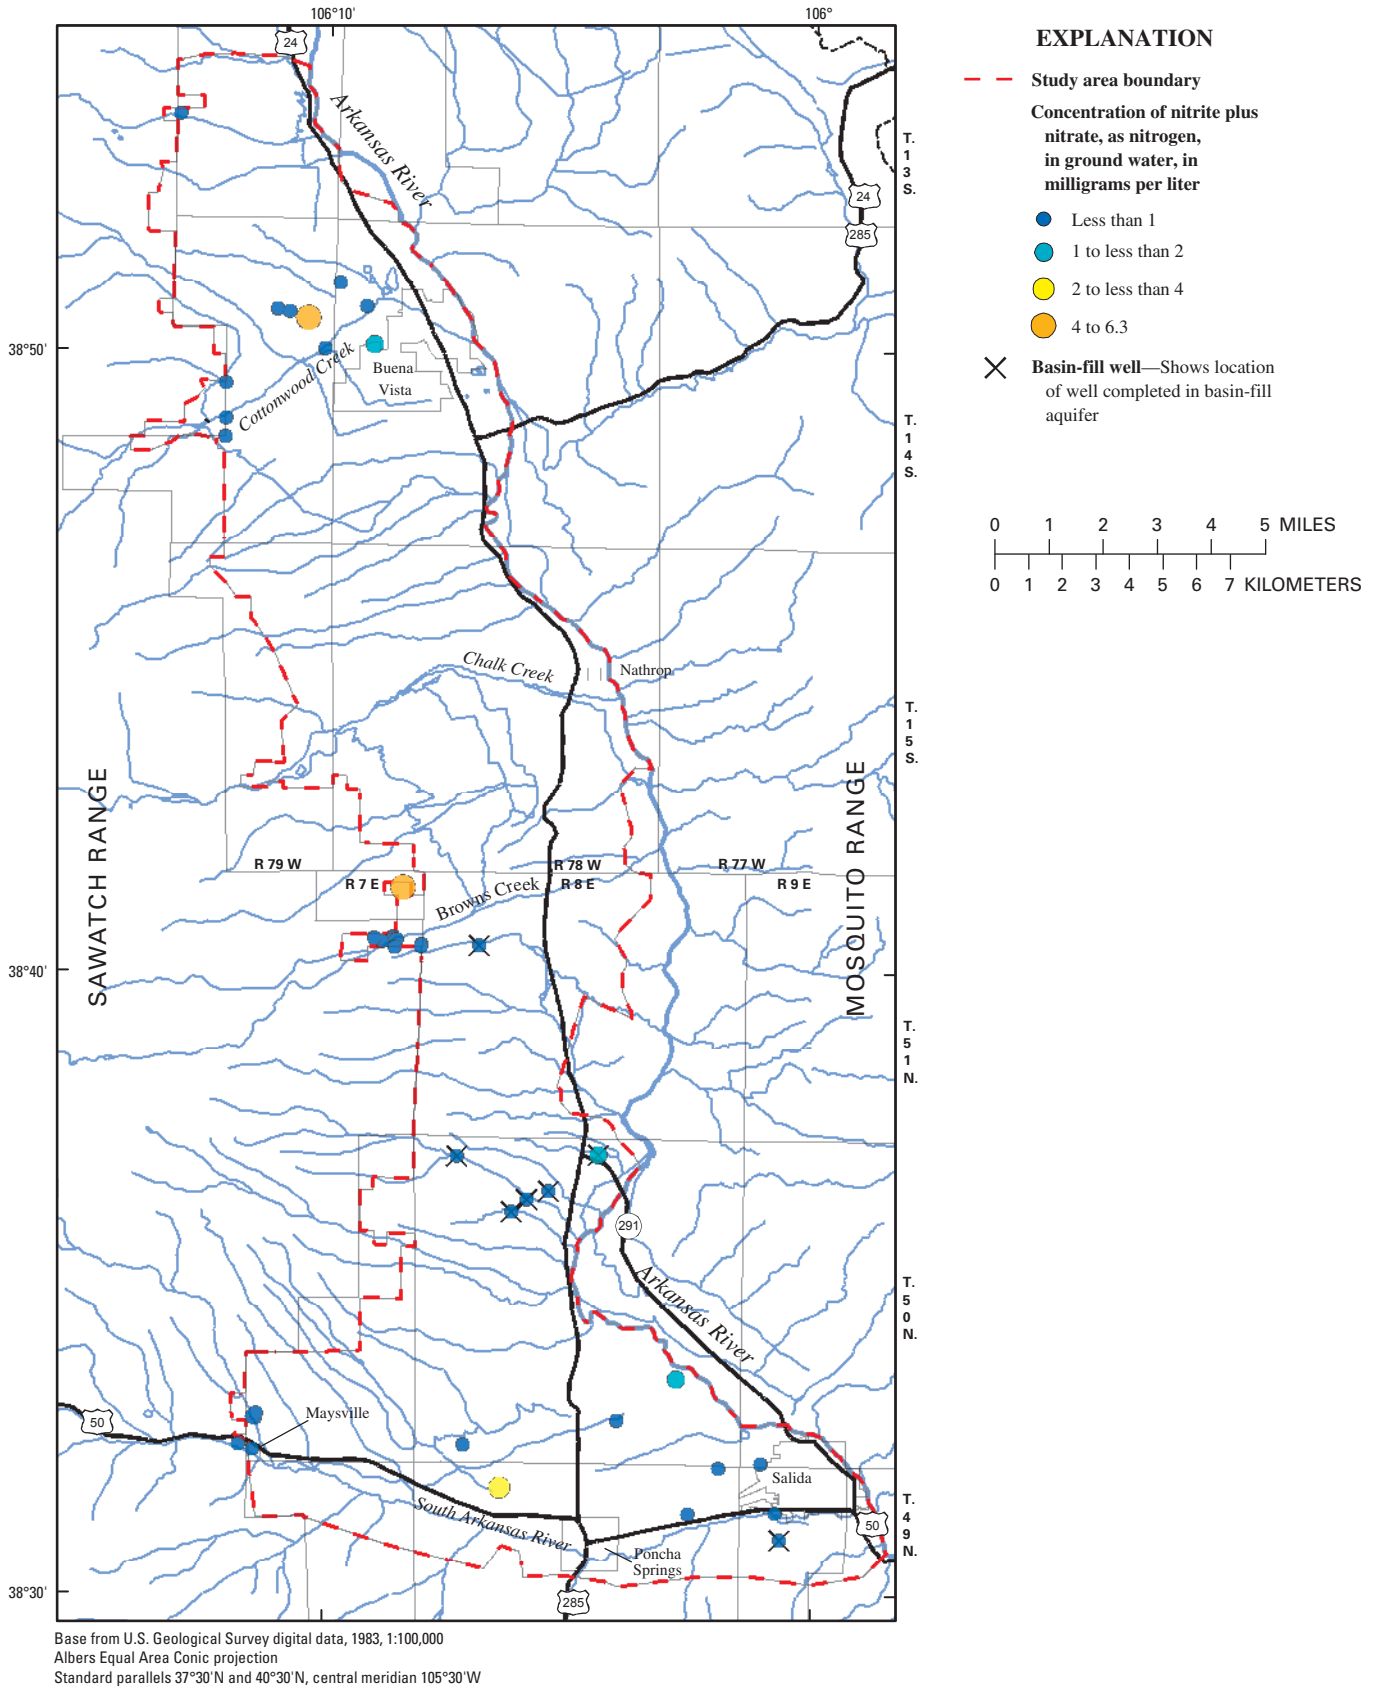 106°10'
106°
24
Arkansas River
T.
1
3
S.
24
285
38°50'
Cottonwood Creek
Buena
Vista
T.
1
4
S.
Chalk Creek
Nathrop
T.
1
5
S.
SAWATCH RANGE
MOSQUITO RANGE
R 79 W
R 78 W
R 77 W
R 7 E
Browns Creek
R 8 E
R 9 E
38°40'
T.
5
1
N.
291
Arkansas River
T.
5
0
N.
50
Maysville
Salida
South Arkansas River
T.
4
9
N.
50
Poncha
Springs
38°30'
285
EXPLANATION
Study area boundary
Concentration of nitrite plus
nitrate, as nitrogen,
in ground water, in
milligrams per liter
Less than 1
1 to less than 2
2 to less than 4
4 to 6.3
Basin-fill well—Shows location
of well completed in basin-fill
aquifer
0 1 2 3 4 5 MILES
0 1 2 3 4 5 6 7 KILOMETERS
Base from U.S. Geological Survey digital data, 1983, 1:100,000
Albers Equal Area Conic projection
Standard parallels 37°30'N and 40°30'N, central meridian 105°30'W